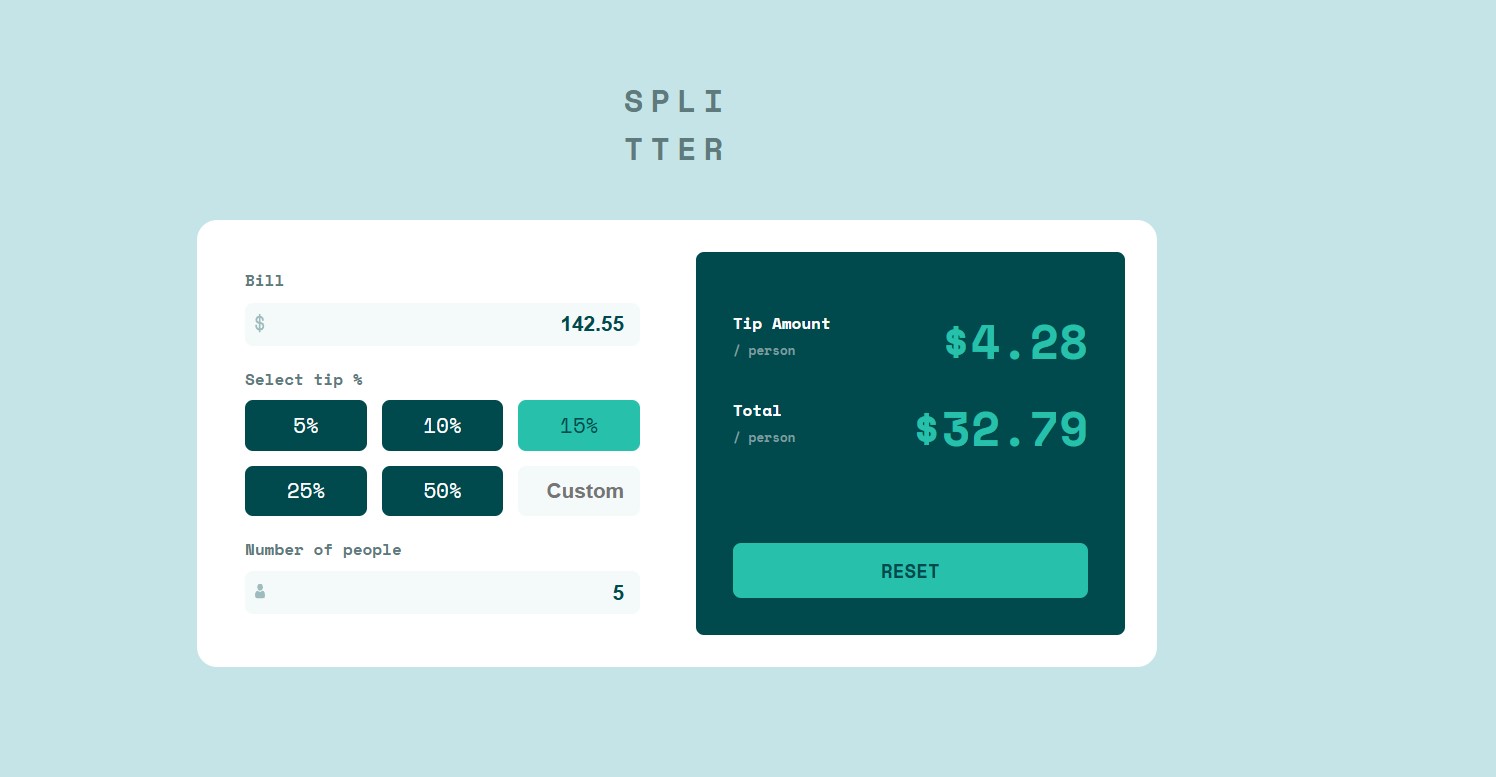 SPLI
TTER
Bill
$ 142.55
Select tip %
5% 10% 15%
25% 50% Custom
Number of people
5
Tip Amount
/ person
$4.28
Total
/ person
$32.79
RESET